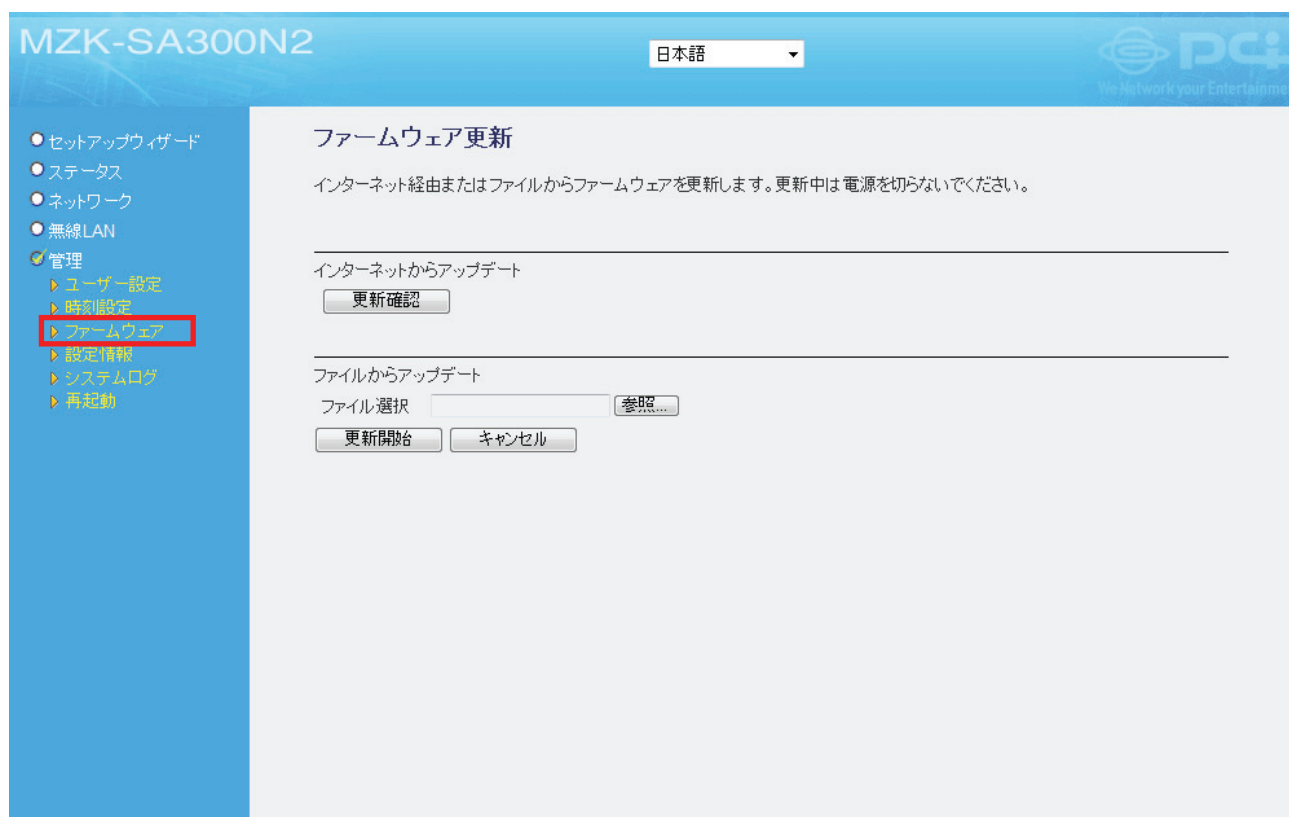 MZK-SA300N2
日本語
PCi
We Network your Entertainme
セットアップウィザード
ステータス
ネットワーク
無線LAN
管理
ユーザー設定
時刻設定
ファームウェア
設定情報
システムログ
再起動
ファームウェア更新
インターネット経由またはファイルからファームウェアを更新します。更新中は電源を切らないでください。
インターネットからアップデート
更新確認
ファイルからアップデート
ファイル選択 参照...
更新開始 キャンセル